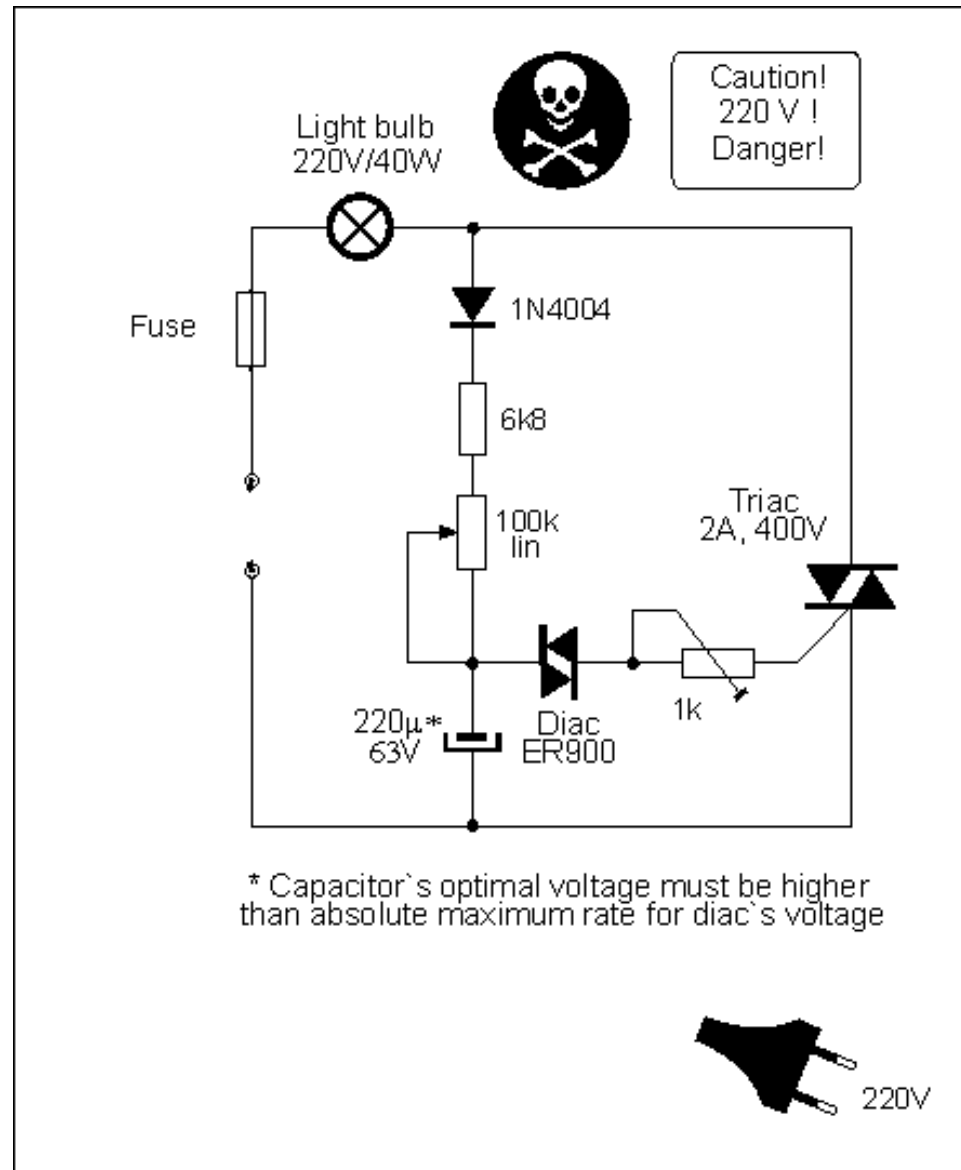 Caution!
220 V !
Danger!
Light bulb
220V/40W
1N4004
Fuse
6k8
100k
lin
Triac
2A, 400V
220µ*
63V
Diac
ER900
1k
* Capacitor`s optimal voltage must be higher
than absolute maximum rate for diac`s voltage
220V